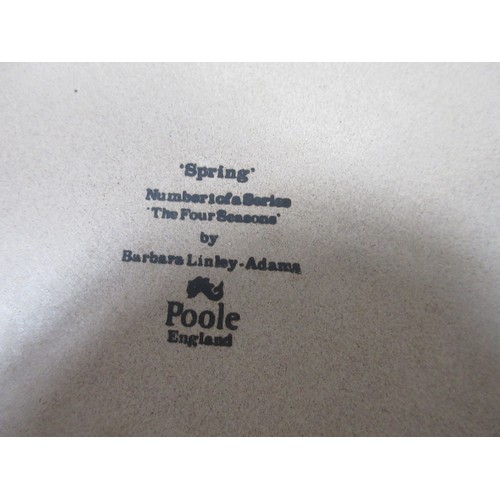 'Spring'
Number 1 of a Series
'The Four Seasons'
by
Barbara Linley-Adams
Poole
England